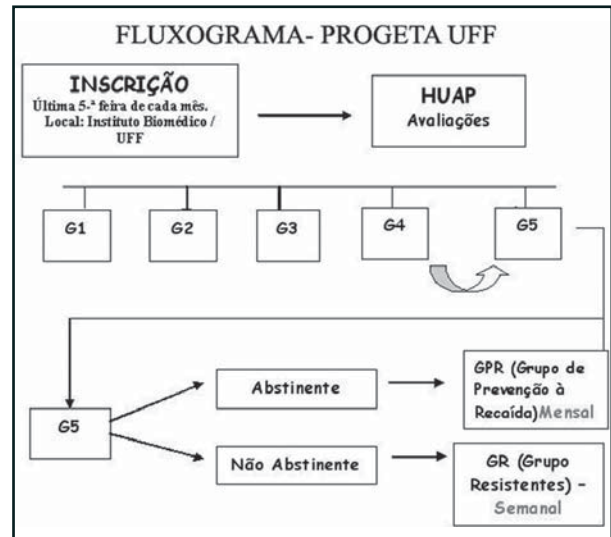 FLUXOGRAMA- PROGETA UFF
INSCRIÇÃO
Última 5.ª feira de cada mês.
Local: Instituto Biomédico /
UFF
HUAP
Avaliações
G1
G2
G3
G4
G5
G5
Abstinente
Não Abstinente
GPR (Grupo de
Prevenção à
Recaída)Mensal
GR (Grupo
Resistentes) –
Semanal